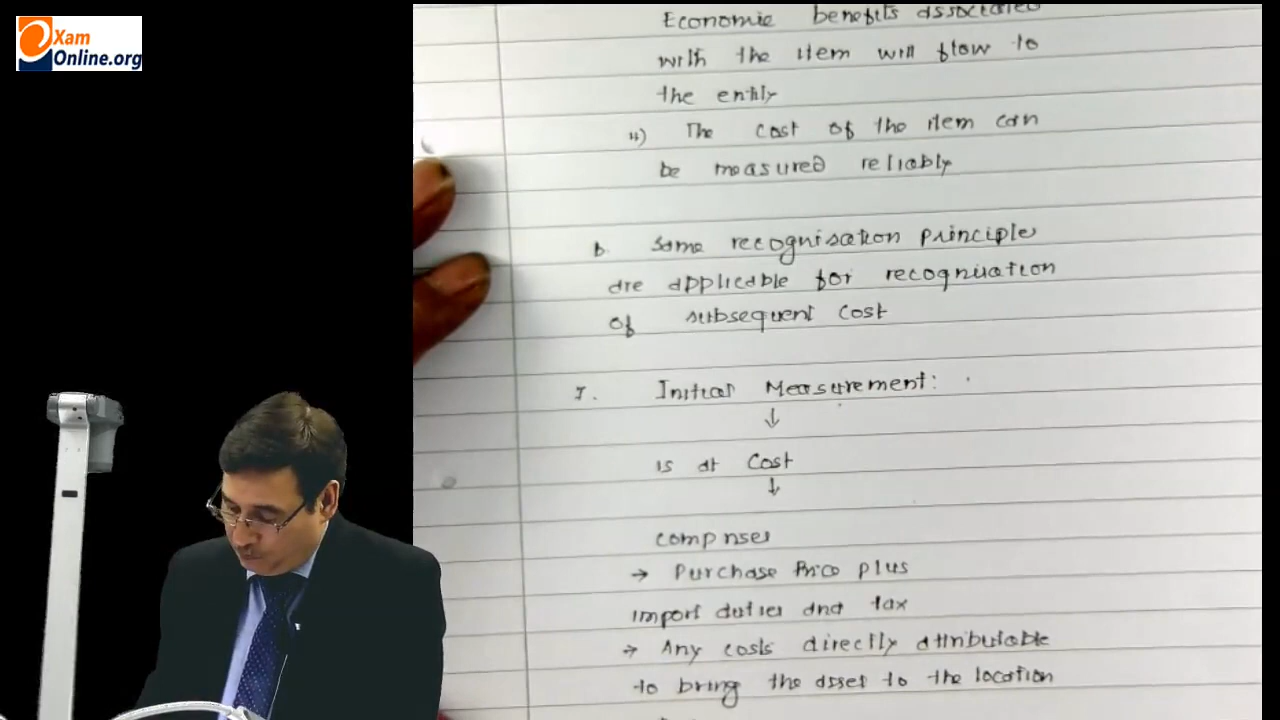 Xam
Online.org
Economic benefits associated
with the item will flow to
the entity
ii) The cost of the item can
be measured reliably
b. Same recognisation principle
are applicable for recognisation
of subsequent cost
I. Initial Measurement:
↓
is at Cost
↓
comprises
→ Purchase Price plus
import duties and tax
→ Any costs directly attributable
to bring the asset to the location